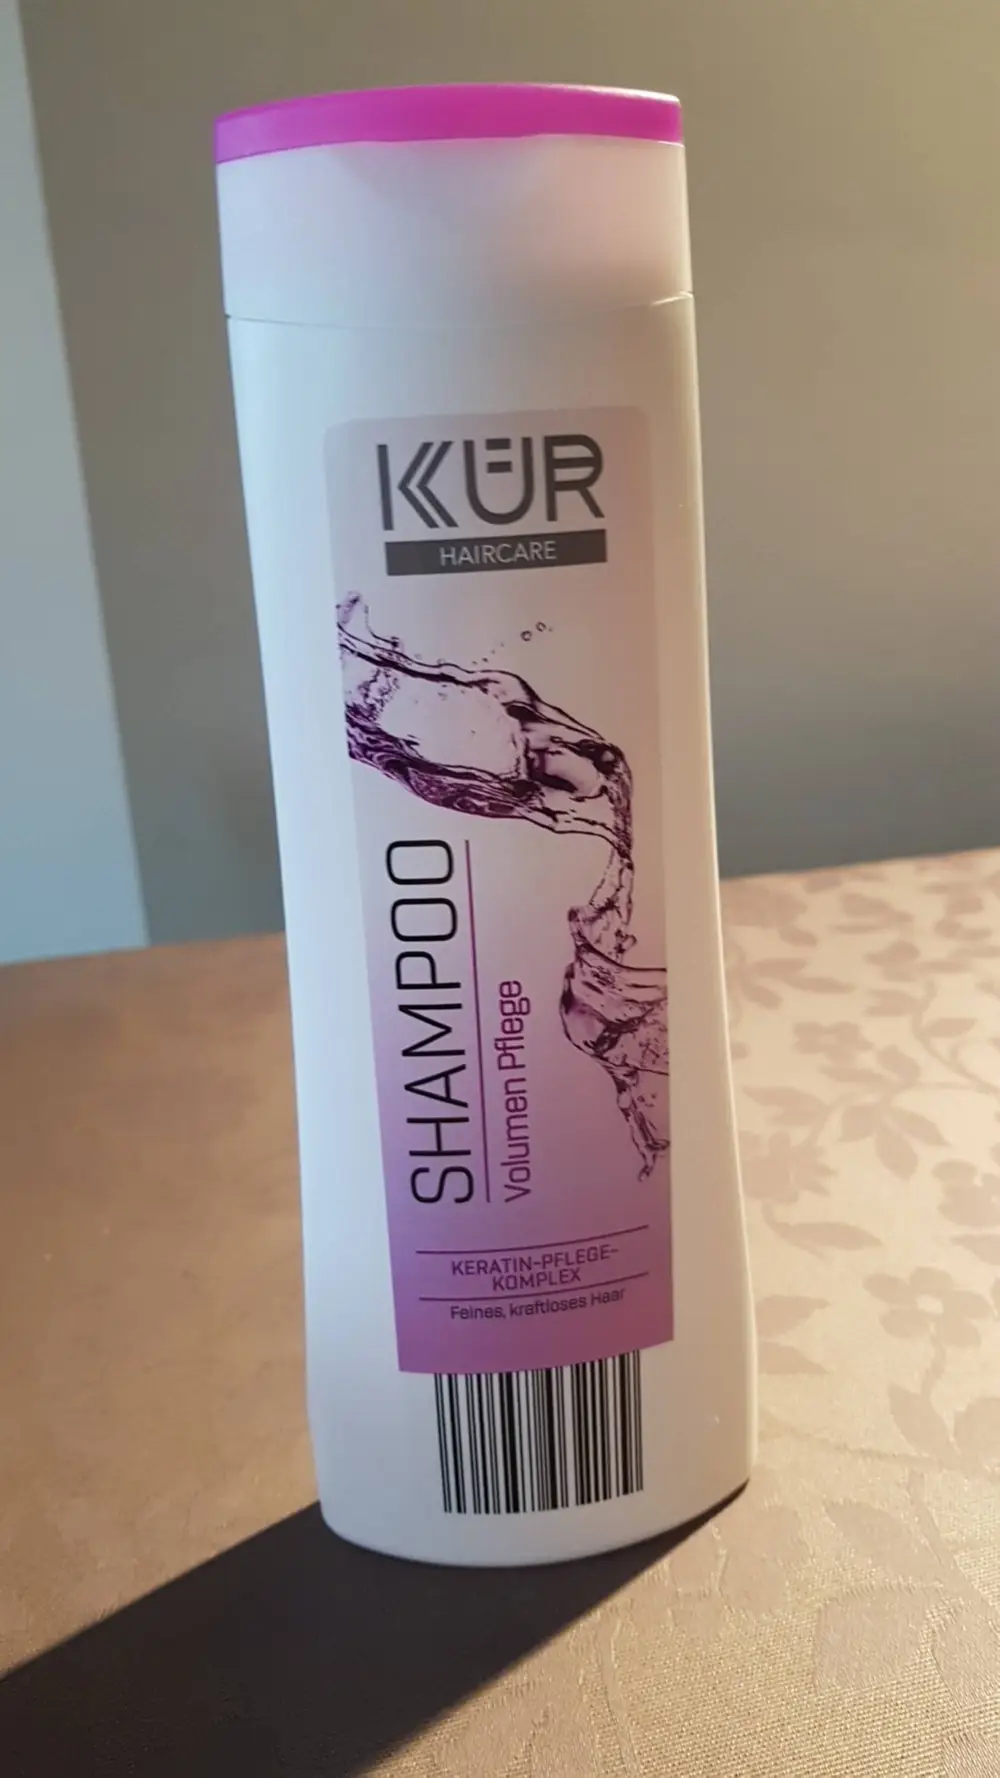 KÜR
HAIRCARE
SHAMPOO
Volumen Pflege
KERATIN-PFLEGE-
KOMPLEX
Feines, kraftloses Haar